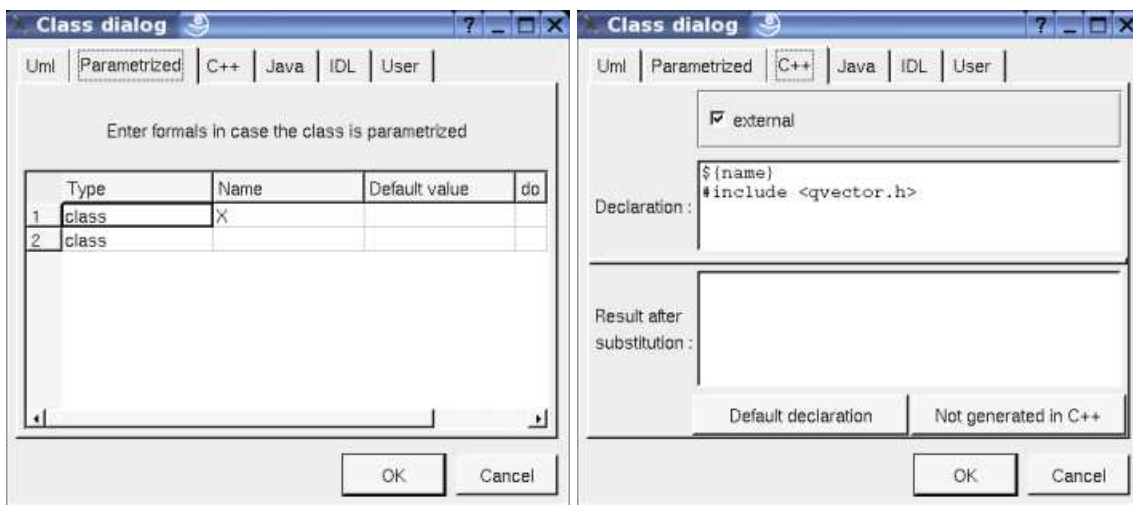 Class dialog
Uml Parametrized C++ Java IDL User
Enter formals in case the class is parametrized
Type Name Default value do
1 class X
2 class
OK Cancel
Class dialog
Uml Parametrized C++ Java IDL User
external
Declaration :
${name}
#include <qvector.h>
Result after
substitution :
Default declaration Not generated in C++
OK Cancel